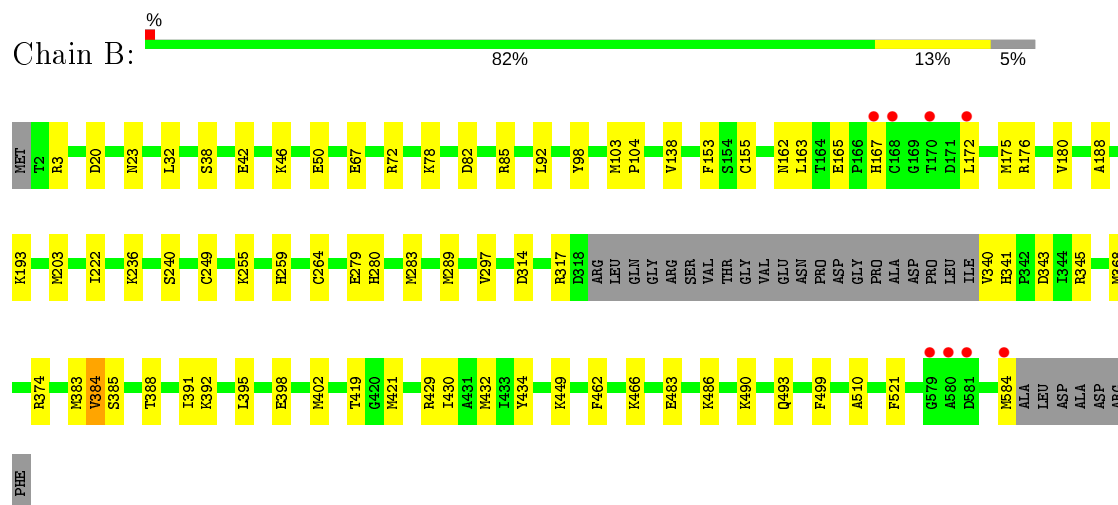 %
Chain B:
82% 13% 5%
MET T2 R3 D20 N23 L32 S38 E42 K46 E50 E67 R72 K78 D82 R85 L92 Y98 M103 P104 V138 F153 S154 C155 N162 L163 T164 E165 P166 H167 C168 G169 T170 D171 L172 M175 R176 V180 A188
K193 M203 I222 K236 S240 C249 K255 H259 C264 E279 H280 M283 M289 V297 D314 R317 D318 ARG LEU GLN GLY ARG SER VAL THR GLY VAL GLU ASN PRO ASP GLY PRO ALA ASP PRO LEU ILE V340 H341 P342 D343 I344 R345 M368
R374 M383 V384 S385 T388 I391 K392 L395 E398 M402 T419 G420 M421 R429 I430 A431 M432 I433 Y434 K449 F462 K466 E483 K486 K490 Q493 F499 A510 F521 G579 A580 D581 M584 ALA LEU ASP ALA ASP ARG
PHE